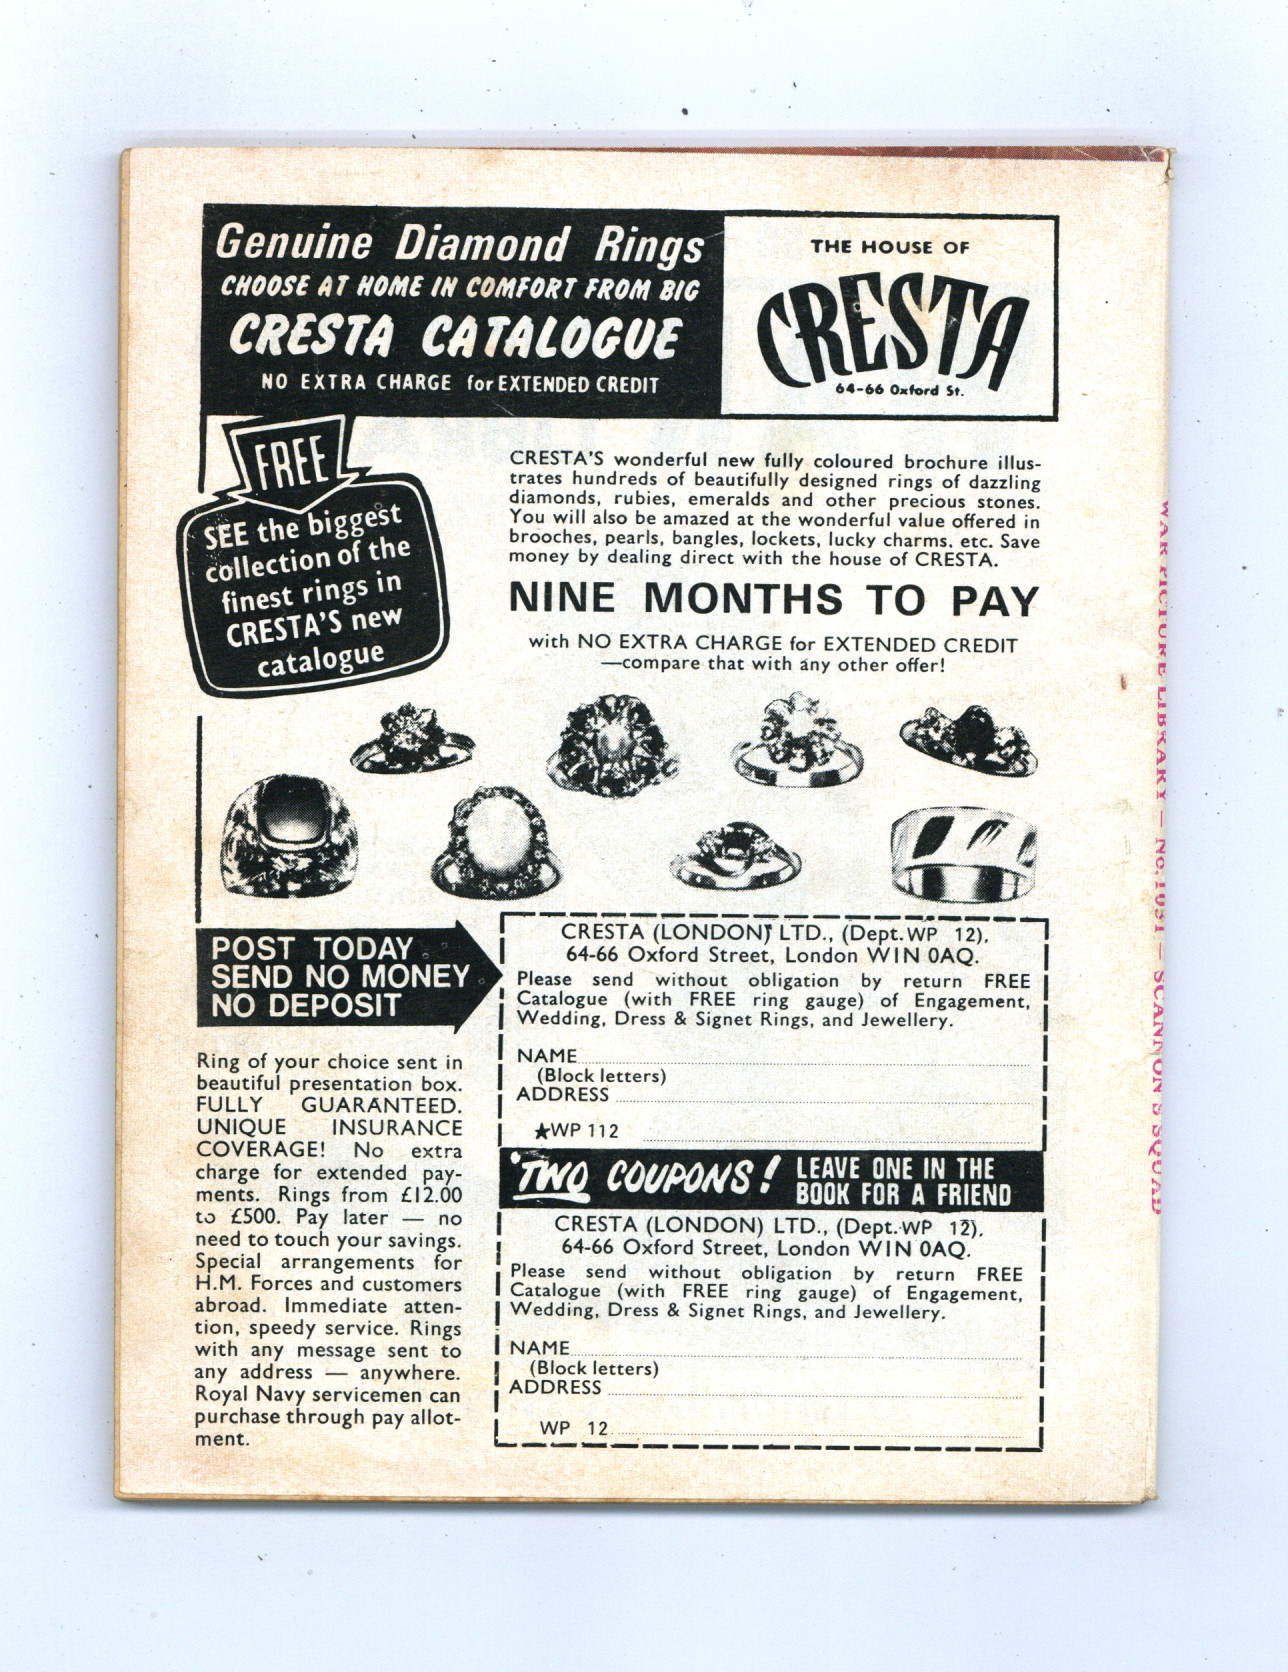 Genuine Diamond Rings
CHOOSE AT HOME IN COMFORT FROM BIG
CRESTA CATALOGUE
NO EXTRA CHARGE for EXTENDED CREDIT
THE HOUSE OF
CRESTA
64-66 Oxford St.
FREE
SEE the biggest
collection of the
finest rings in
CRESTA'S new
catalogue
CRESTA'S wonderful new fully coloured brochure illus-
trates hundreds of beautifully designed rings of dazzling
diamonds, rubies, emeralds and other precious stones.
You will also be amazed at the wonderful value offered in
brooches, pearls, bangles, lockets, lucky charms. etc. Save
money by dealing direct with the house of CRESTA.
NINE MONTHS TO PAY
with NO EXTRA CHARGE for EXTENDED CREDIT
—compare that with any other offer!
POST TODAY
SEND NO MONEY
NO DEPOSIT
Ring of your choice sent in
beautiful presentation box.
FULLY GUARANTEED.
UNIQUE INSURANCE
COVERAGE! No extra
charge for extended pay-
ments. Rings from £12.00
to £500. Pay later — no
need to touch your savings.
Special arrangements for
H.M. Forces and customers
abroad. Immediate atten-
tion, speedy service. Rings
with any message sent to
any address — anywhere.
Royal Navy servicemen can
purchase through pay allot-
ment.
CRESTA (LONDON) LTD., (Dept. WP 12),
64-66 Oxford Street, London WIN 0AQ.
Please send without obligation by return FREE
Catalogue (with FREE ring gauge) of Engagement,
Wedding, Dress & Signet Rings, and Jewellery.
NAME
(Block letters)
ADDRESS
★WP 112
TWO COUPONS! LEAVE ONE IN THE
BOOK FOR A FRIEND
CRESTA (LONDON) LTD., (Dept. WP 12),
64-66 Oxford Street, London WIN 0AQ.
Please send without obligation by return FREE
Catalogue (with FREE ring gauge) of Engagement,
Wedding, Dress & Signet Rings, and Jewellery.
NAME
(Block letters)
ADDRESS
WP 12
WAR PICTURE LIBRARY — No. 1031 — SCANNON'S SQUAD